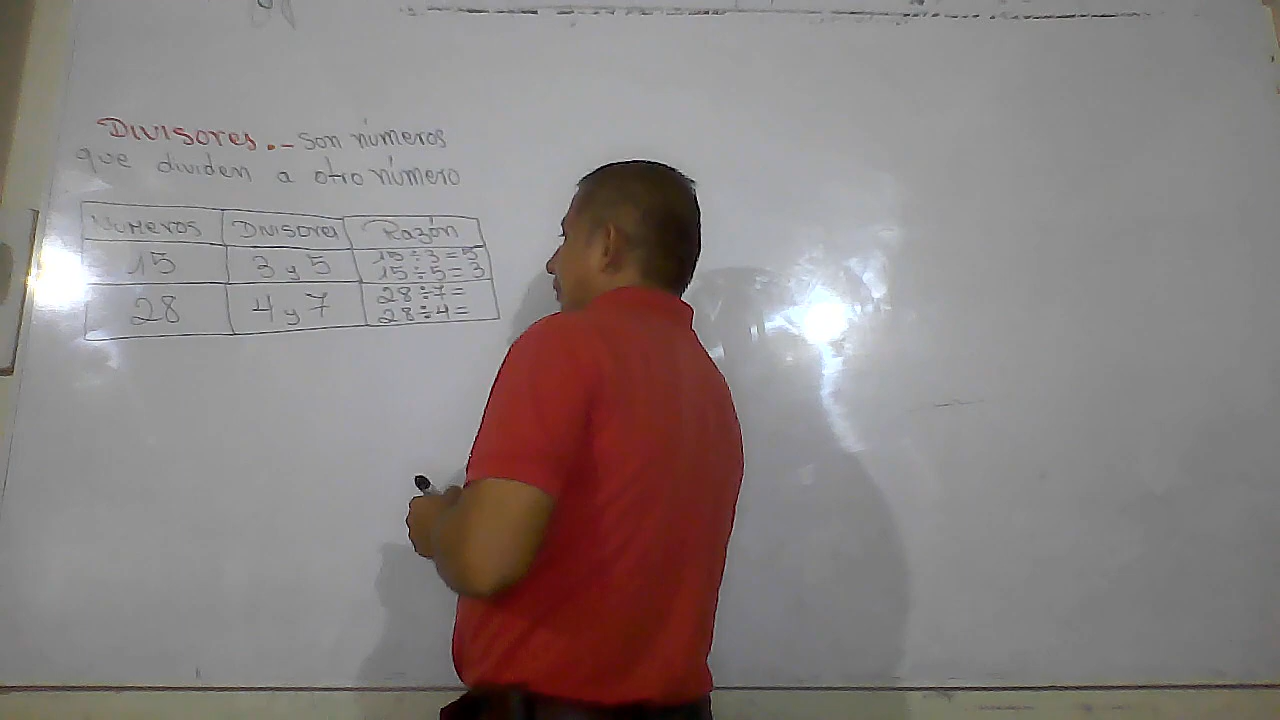 Divisores.- Son números
que dividen a otro número
Números Divisores Razón
15 3 y 5 15÷3=5
15÷5=3
28 4 y 7 28÷7=
28÷4=